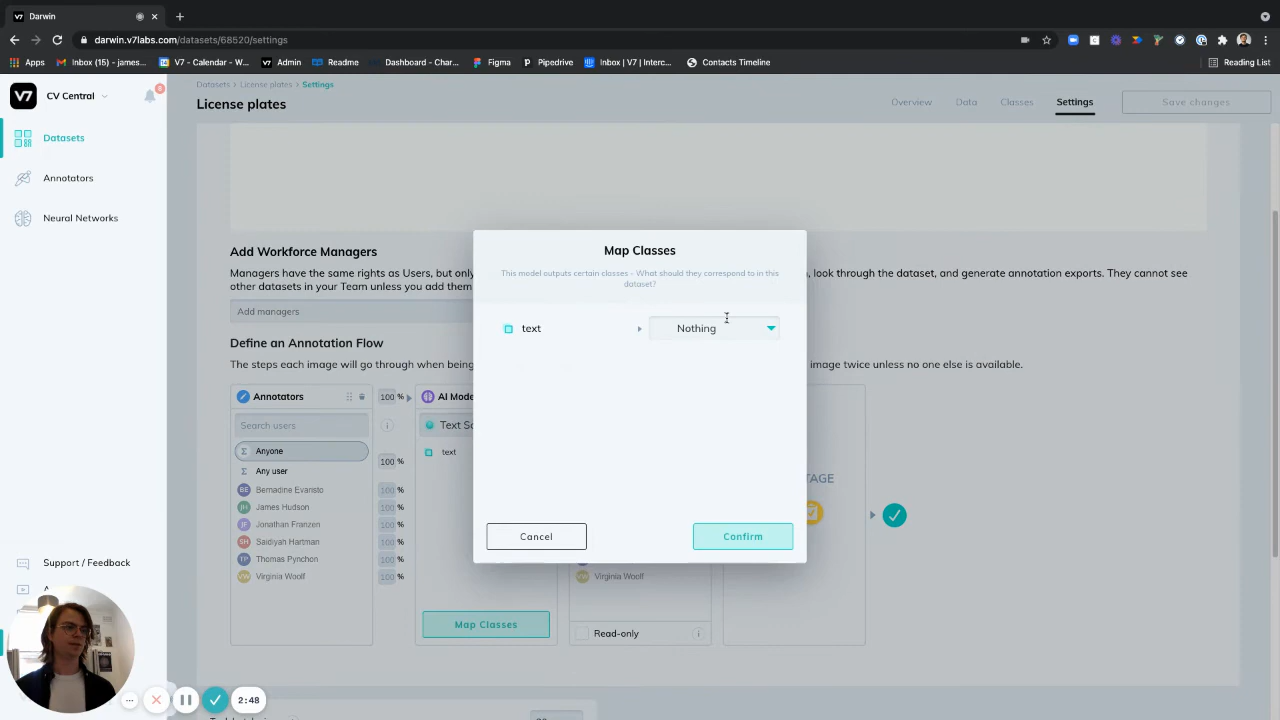 Darwin
darwin.v7labs.com/datasets/68520/settings
Apps
Inbox (15) - james...
V7 - Calendar - W...
Admin
Readme
Dashboard - Char...
Figma
Pipedrive
Inbox | V7 | Interc...
Contacts Timeline
Reading List
V7
CV Central
8
Datasets › License plates › Settings
License plates
Overview
Data
Classes
Settings
Save changes
Datasets
Annotators
Neural Networks
Add Workforce Managers
Managers have the same rights as Users, but only
, look through the dataset, and generate annotation exports. They cannot see
other datasets in your Team unless you add them
Add managers
Define an Annotation Flow
The steps each image will go through when being
image twice unless no one else is available.
Map Classes
This model outputs certain classes - What should they correspond to in this
dataset?
text
Nothing
Cancel
Confirm
Annotators
100 %
AI Mode
Search users
Text Sc
Anyone
100 %
text
Any user
Bernadine Evaristo
100 %
James Hudson
100 %
Jonathan Franzen
100 %
Saidiyah Hartman
100 %
Thomas Pynchon
100 %
Virginia Woolf
100 %
Virginia Woolf
TAGE
Map Classes
Read-only
Support / Feedback
2:48